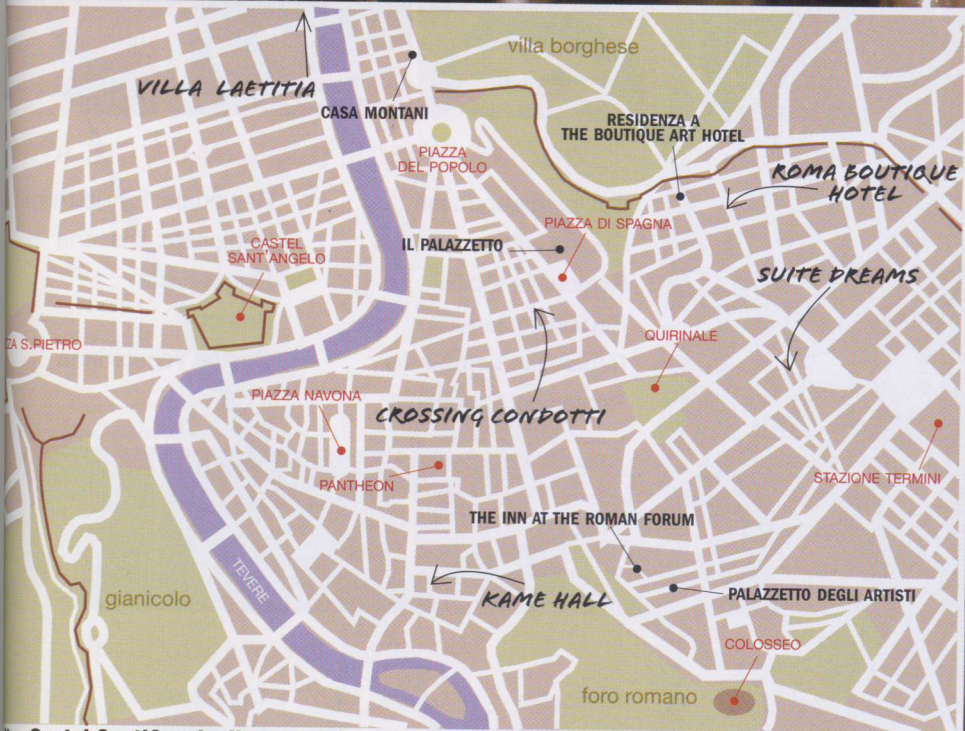 villa borghese
VILLA LAETITIA
CASA MONTANI
RESIDENZA A
THE BOUTIQUE ART HOTEL
PIAZZA
DEL POPOLO
ROMA BOUTIQUE
HOTEL
PIAZZA DI SPAGNA
IL PALAZZETTO
CASTEL
SANT'ANGELO
SUITE DREAMS
ZA S.PIETRO
QUIRINALE
PIAZZA NAVONA
CROSSING CONDOTTI
PANTHEON
STAZIONE TERMINI
THE INN AT THE ROMAN FORUM
TEVERE
gianicolo
KAME HALL
PALAZZETTO DEGLI ARTISTI
COLOSSEO
foro romano